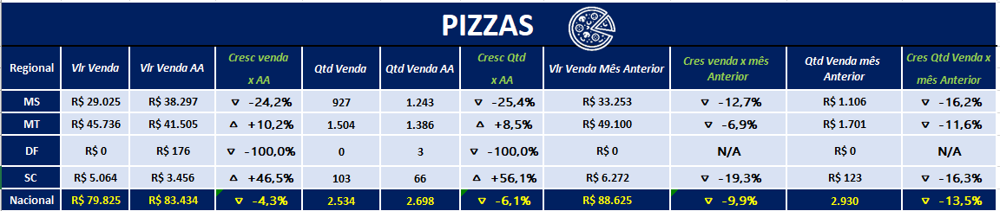 PIZZAS
Regional Vlr Venda Vlr Venda AA Cresc venda x AA Qtd Venda Qtd Venda AA Cresc Qtd x AA Vlr Venda Mês Anterior Cres venda x mês Anterior Qtd Venda mês Anterior Cres Qtd Venda x mês Anterior
MS R$ 29.025 R$ 38.297 ▽ -24,2% 927 1.243 ▽ -25,4% R$ 33.253 ▽ -12,7% R$ 1.106 ▽ -16,2%
MT R$ 45.736 R$ 41.505 △ +10,2% 1.504 1.386 △ +8,5% R$ 49.100 ▽ -6,9% R$ 1.701 ▽ -11,6%
DF R$ 0 R$ 176 ▽ -100,0% 0 3 ▽ -100,0% R$ 0 N/A R$ 0 N/A
SC R$ 5.064 R$ 3.456 △ +46,5% 103 66 △ +56,1% R$ 6.272 ▽ -19,3% R$ 123 ▽ -16,3%
Nacional R$ 79.825 R$ 83.434 ▽ -4,3% 2.534 2.698 ▽ -6,1% R$ 88.625 ▽ -9,9% 2.930 ▽ -13,5%